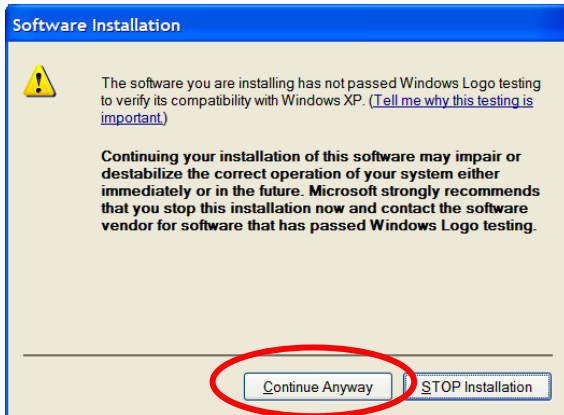 Software Installation
The software you are installing has not passed Windows Logo testing
to verify its compatibility with Windows XP. (Tell me why this testing is
important.)
Continuing your installation of this software may impair or
destabilize the correct operation of your system either
immediately or in the future. Microsoft strongly recommends
that you stop this installation now and contact the software
vendor for software that has passed Windows Logo testing.
Continue Anyway STOP Installation